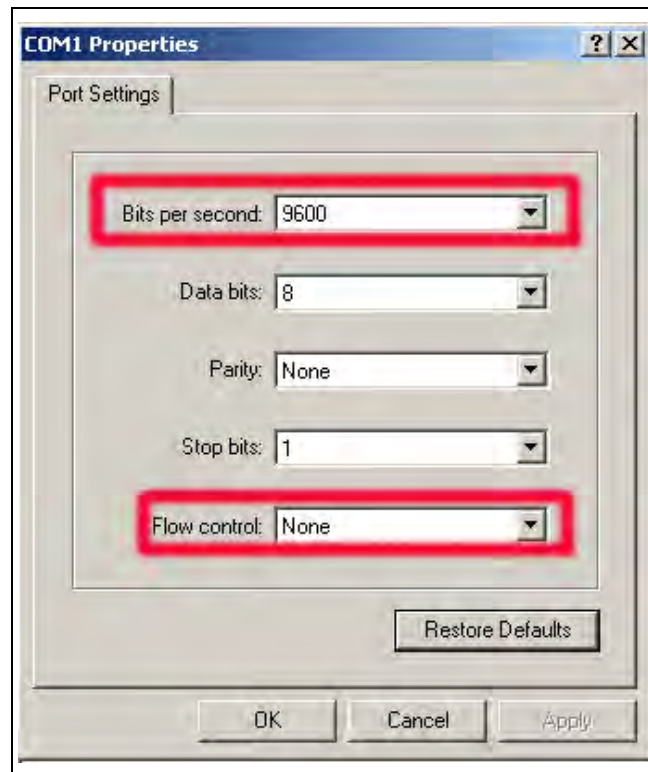 COM1 Properties
Port Settings
Bits per second: 9600
Data bits: 8
Parity: None
Stop bits: 1
Flow control: None
Restore Defaults
OK Cancel Apply